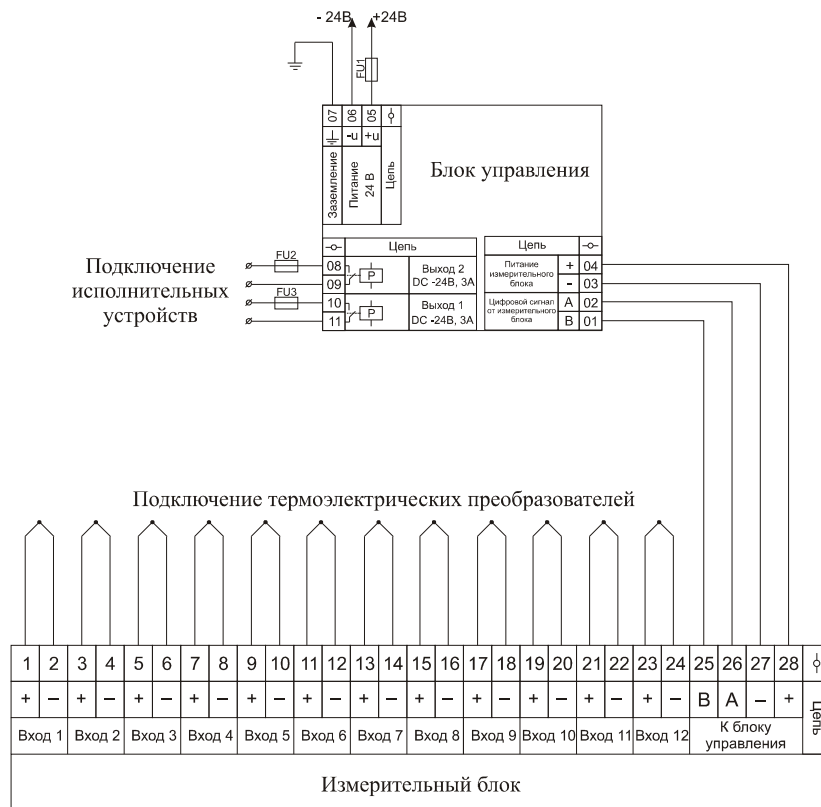 - 24В +24В
FU1
07 06 05
-U +U
Заземление
Питание
24 В
Цепь
Блок управления
Цепь
Цепь
Подключение
исполнительных
устройств
FU2
FU3
08
09
10
11
P
P
Выход 2
DC -24В, 3А
Выход 1
DC -24В, 3А
Питание
измерительного
блока
Цифровой сигнал
от измерительного
блока
+ 04
- 03
A 02
B 01
Подключение термоэлектрических преобразователей
1 2 3 4 5 6 7 8 9 10 11 12 13 14 15 16 17 18 19 20 21 22 23 24 25 26 27 28
+ – + – + – + – + – + – + – + – + – + – + – + – B A – +
Вход 1 Вход 2 Вход 3 Вход 4 Вход 5 Вход 6 Вход 7 Вход 8 Вход 9 Вход 10 Вход 11 Вход 12
К блоку
управления
Цепь
Измерительный блок